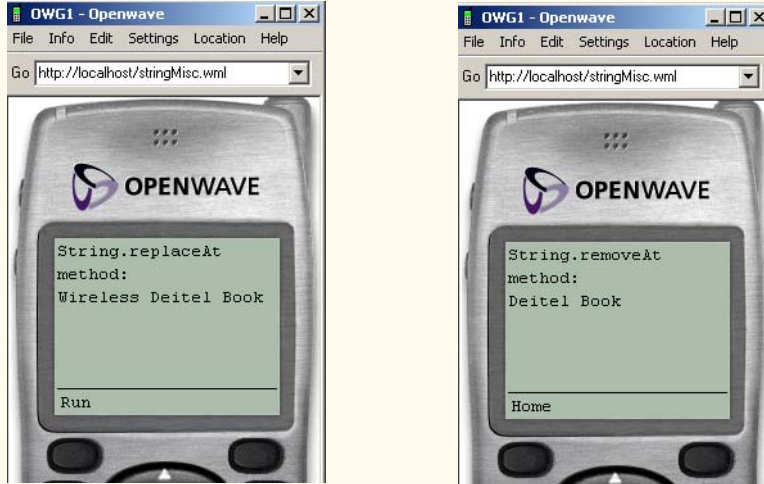 OWG1 - Openwave
File Info Edit Settings Location Help
Go http://localhost/stringMisc.wml
OPENWAVE
String.replaceAt
method:
Wireless Deitel Book
Run
OWG1 - Openwave
File Info Edit Settings Location Help
Go http://localhost/stringMisc.wml
OPENWAVE
String.removeAt
method:
Deitel Book
Home